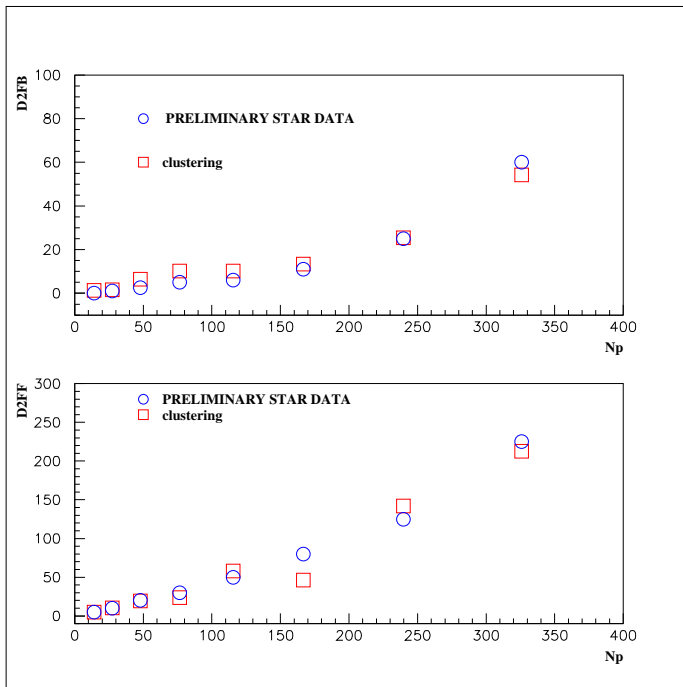 D2FB
100
80
60
40
20
0
PRELIMINARY STAR DATA
clustering
0 50 100 150 200 250 300 350 400
Np
D2FF
300
250
200
150
100
50
0
PRELIMINARY STAR DATA
clustering
0 50 100 150 200 250 300 350 400
Np